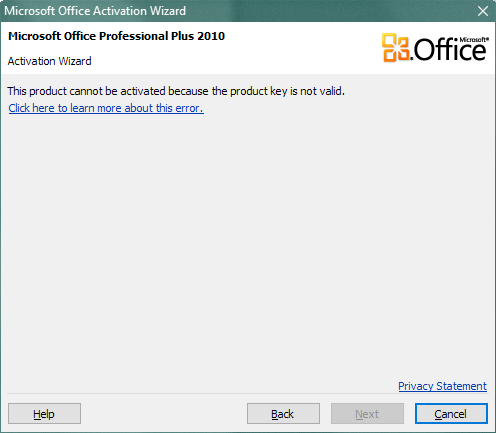 Microsoft Office Activation Wizard
Microsoft Office Professional Plus 2010
Microsoft®
Office
Activation Wizard
This product cannot be activated because the product key is not valid.
Click here to learn more about this error.
Privacy Statement
Help Back Next Cancel